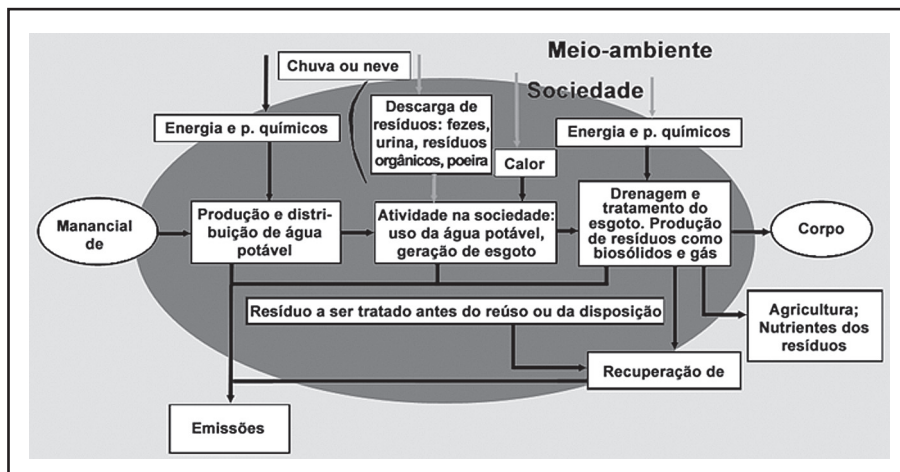 Meio-ambiente
Chuva ou neve
Sociedade
Energia e p. químicos
Descarga de
resíduos: fezes,
urina, resíduos
orgânicos, poeira
Calor
Energia e p. químicos
Manancial
de
Produção e distri-
buição de água
potável
Atividade na sociedade:
uso da água potável,
geração de esgoto
Drenagem e
tratamento do
esgoto. Produção
de resíduos como
biosólidos e gás
Corpo
Resíduo a ser tratado antes do reúso ou da disposição
Agricultura;
Nutrientes dos
resíduos
Recuperação de
Emissões